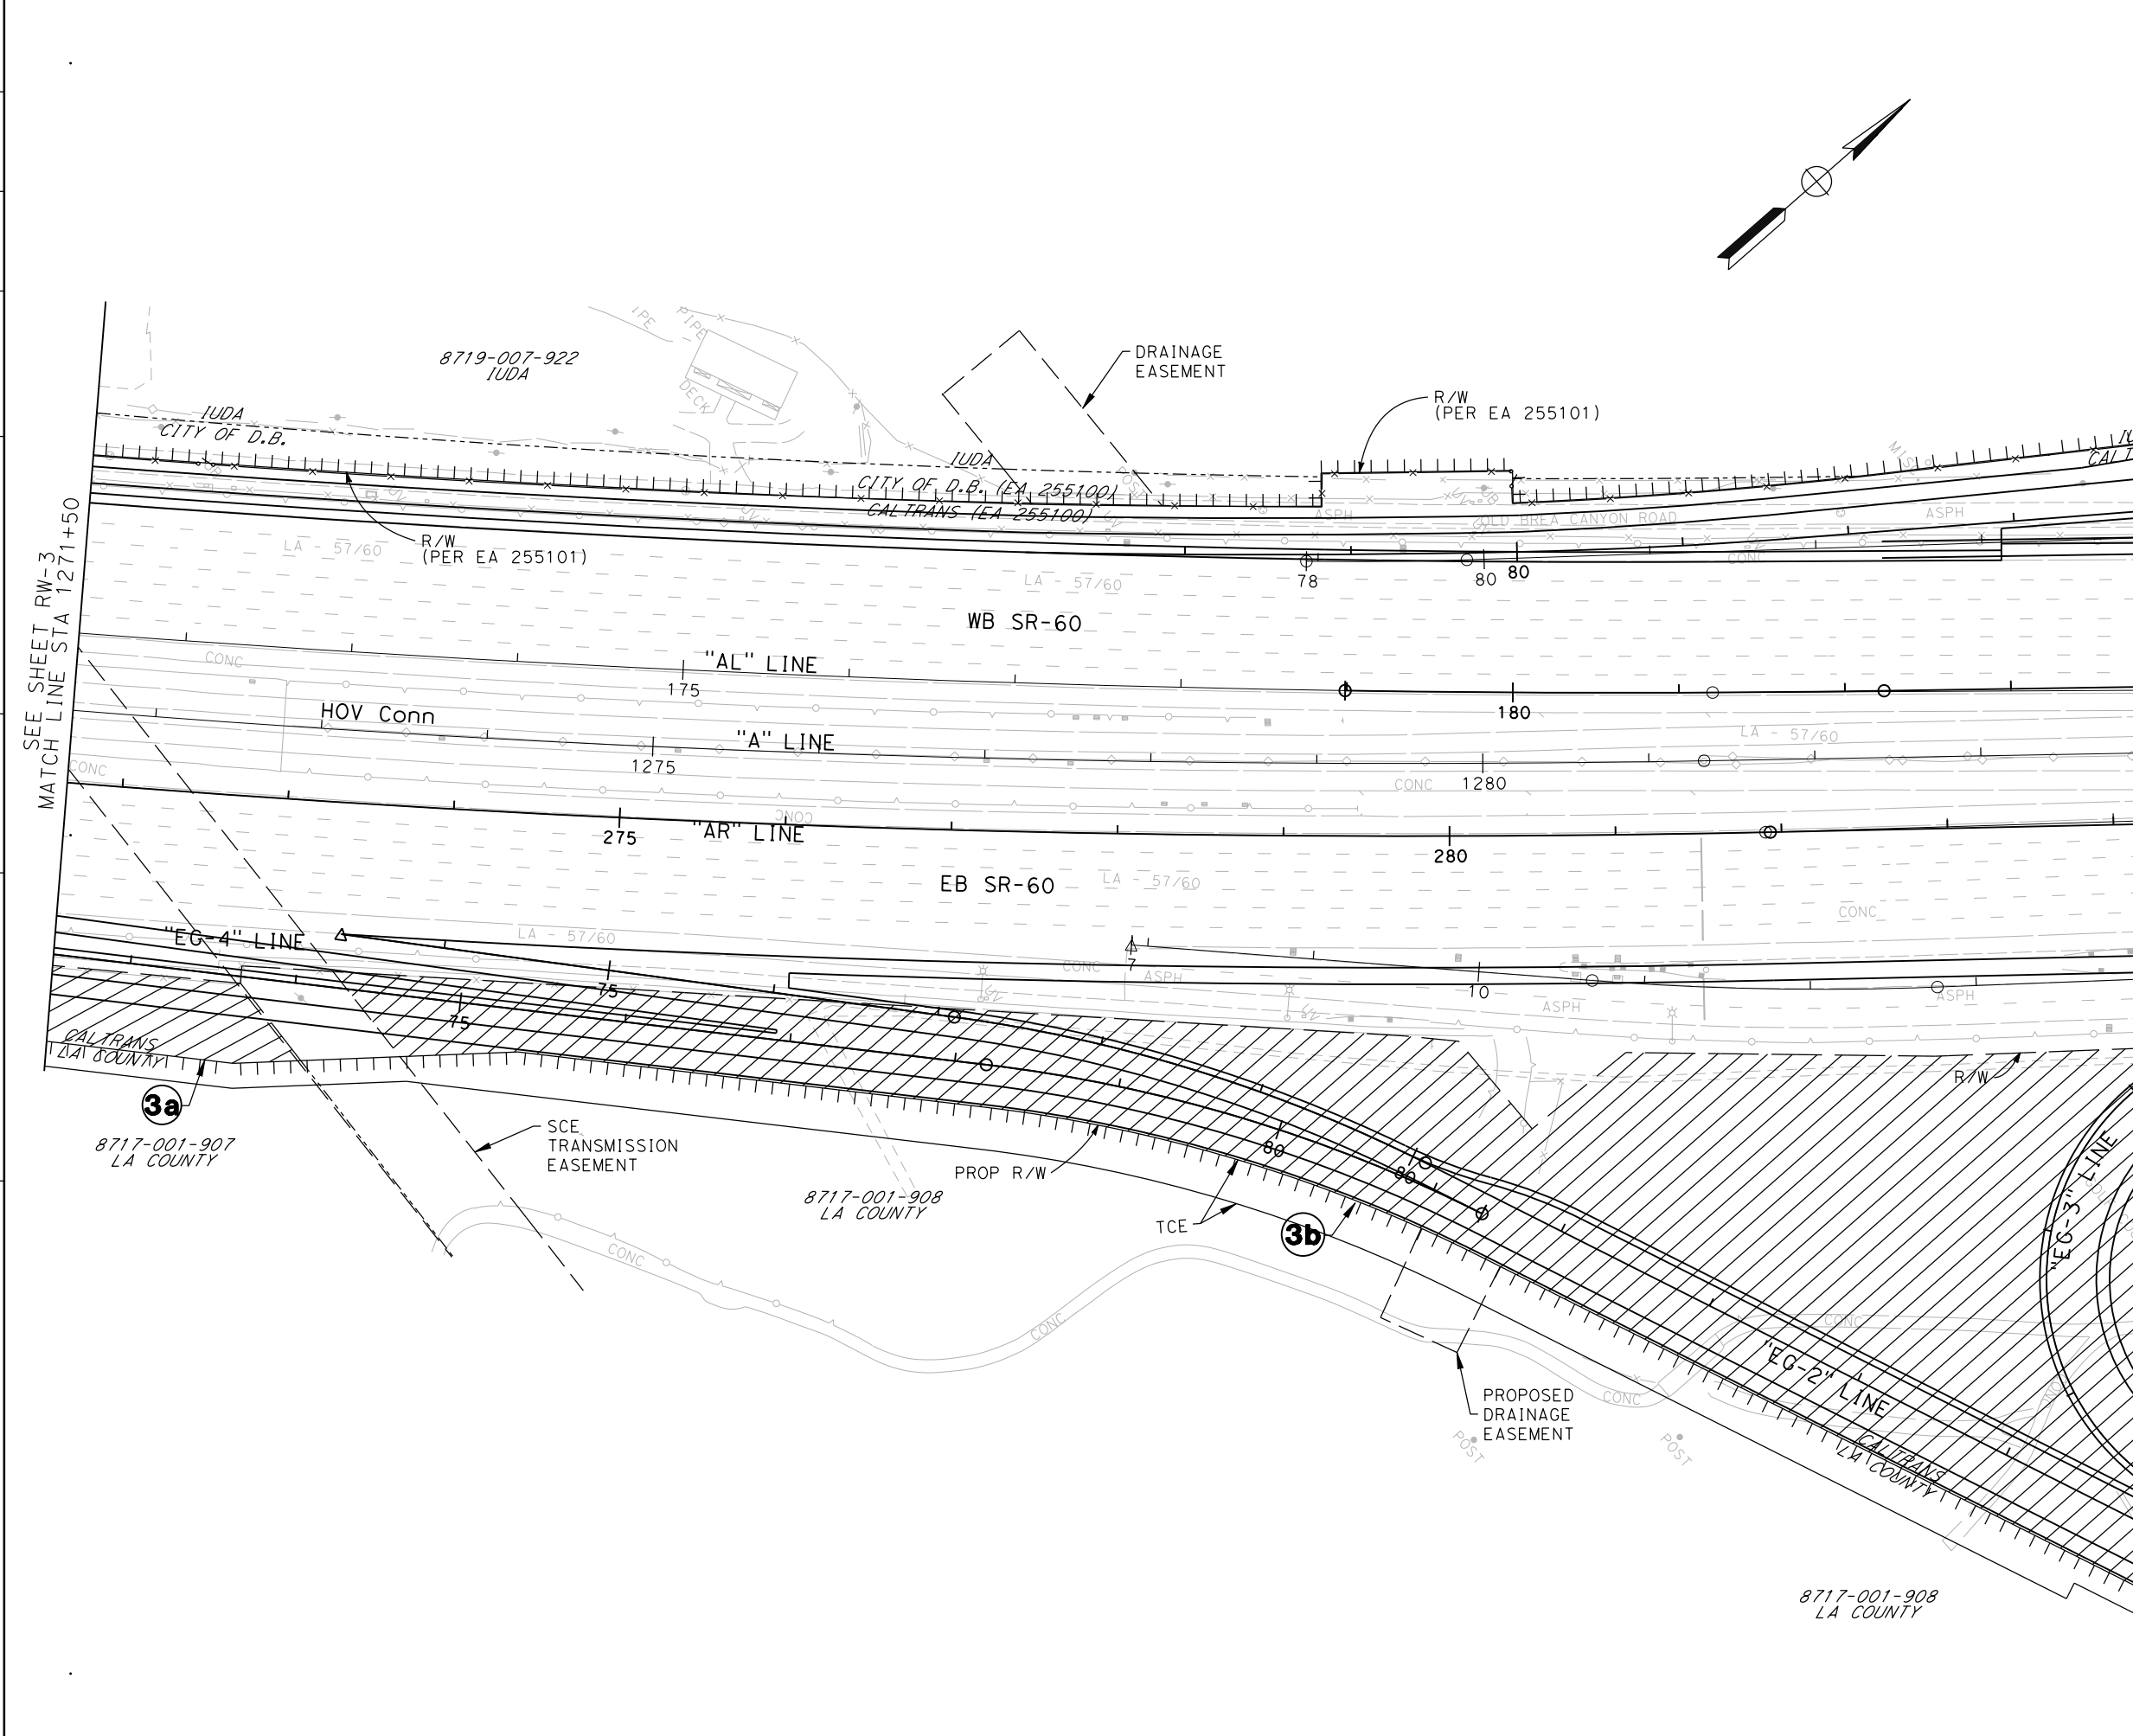 IPE
PIPE
8719-007-922
IUDA
DECK
DRAINAGE
EASEMENT
R/W
(PER EA 255101)
IUDA
CITY OF D.B.
IUDA
CITY OF D.B. (EA 255100)
CALTRANS (EA 255100)
ASPH
OLD BREA CANYON ROAD
ASPH
CONC
R/W
(PER EA 255101)
LA - 57/60
LA - 57/60
78
80
80
SEE SHEET RW-3
MATCH LINE STA 1271+50
WB SR-60
CONC
"AL" LINE
175
180
HOV Conn
"A" LINE
LA - 57/60
1275
1280
CONC
CONC
CONC
275
"AR" LINE
280
EB SR-60
LA - 57/60
CONC
"EG-4" LINE
LA - 57/60
7
CONC
ASPH
75
10
ASPH
ASPH
75
CALTRANS
LA COUNTY
R/W
3a
8717-001-907
LA COUNTY
SCE
TRANSMISSION
EASEMENT
PROP R/W
80
80
8717-001-908
LA COUNTY
TCE
3b
"EG-3" LINE
CONC
CONC
CONC
"EG-2" LINE
PROPOSED
DRAINAGE
EASEMENT
CONC
POST
POST
CALTRANS
LA COUNTY
8717-001-908
LA COUNTY